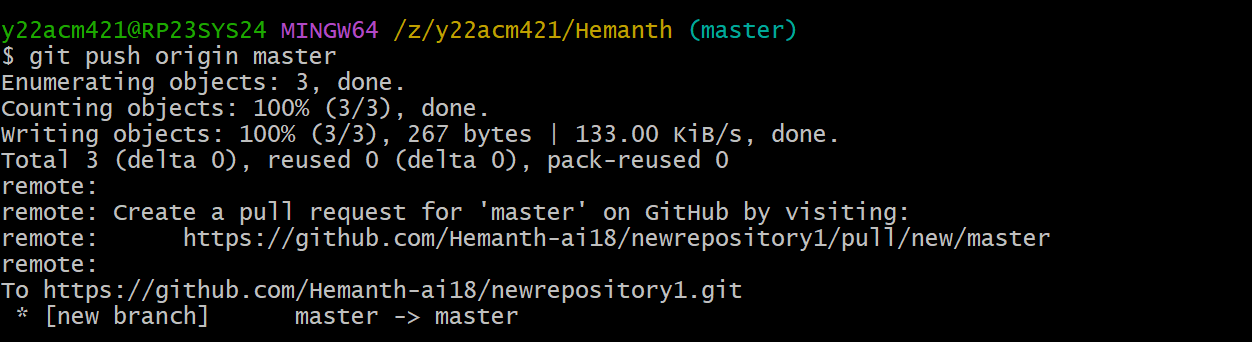 y22acm421@RP23SYS24 MINGW64 /z/y22acm421/Hemanth (master)
$ git push origin master
Enumerating objects: 3, done.
Counting objects: 100% (3/3), done.
Writing objects: 100% (3/3), 267 bytes | 133.00 KiB/s, done.
Total 3 (delta 0), reused 0 (delta 0), pack-reused 0
remote:
remote: Create a pull request for 'master' on GitHub by visiting:
remote:      https://github.com/Hemanth-ai18/newrepository1/pull/new/master
remote:
To https://github.com/Hemanth-ai18/newrepository1.git
 * [new branch]      master -> master